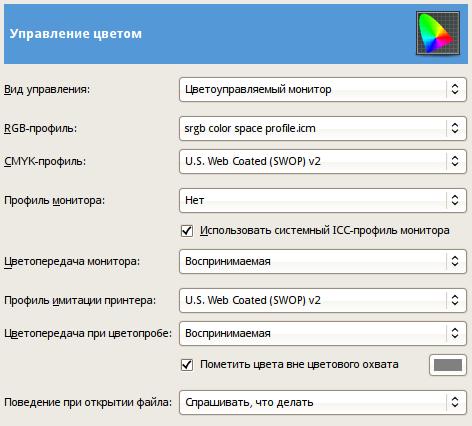 Управление цветом
Вид управления: Цветоуправляемый монитор
RGB-профиль: srgb color space profile.icm
CMYK-профиль: U.S. Web Coated (SWOP) v2
Профиль монитора: Нет
Использовать системный ICC-профиль монитора
Цветопередача монитора: Воспринимаемая
Профиль имитации принтера: U.S. Web Coated (SWOP) v2
Цветопередача при цветопробе: Воспринимаемая
Пометить цвета вне цветового охвата
Поведение при открытии файла: Спрашивать, что делать